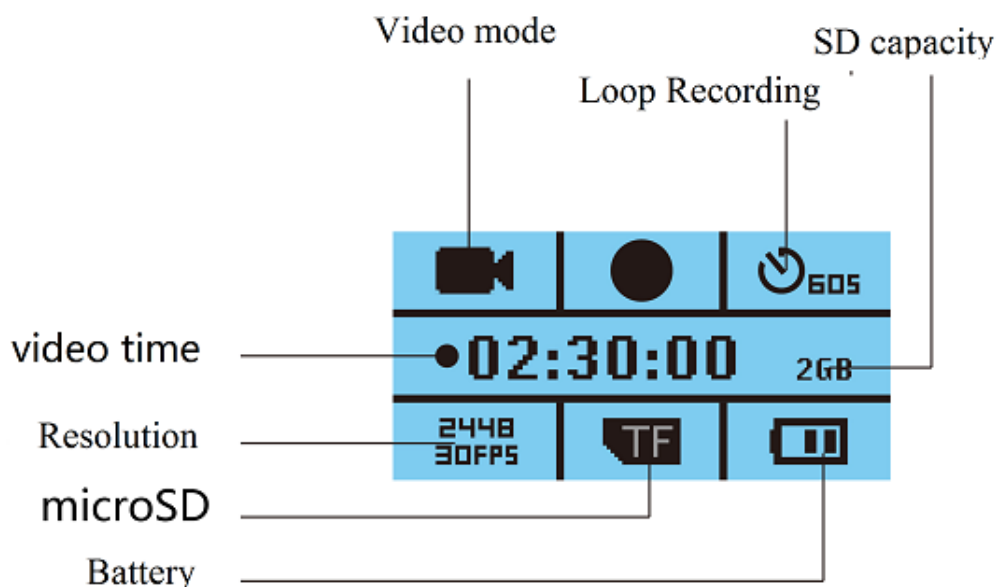 Video mode
SD capacity
Loop Recording
60S
video time
02:30:00
2GB
Resolution
2448
30FPS
TF
microSD
Battery